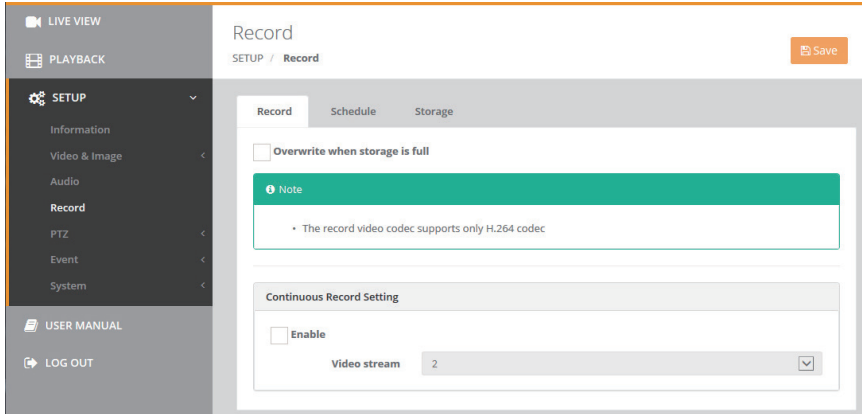 LIVE VIEW
PLAYBACK
SETUP
Information
Video & Image
Audio
Record
PTZ
Event
System
USER MANUAL
LOG OUT
Record
SETUP / Record
Save
Record Schedule Storage
Overwrite when storage is full
Note
• The record video codec supports only H.264 codec
Continuous Record Setting
Enable
Video stream 2